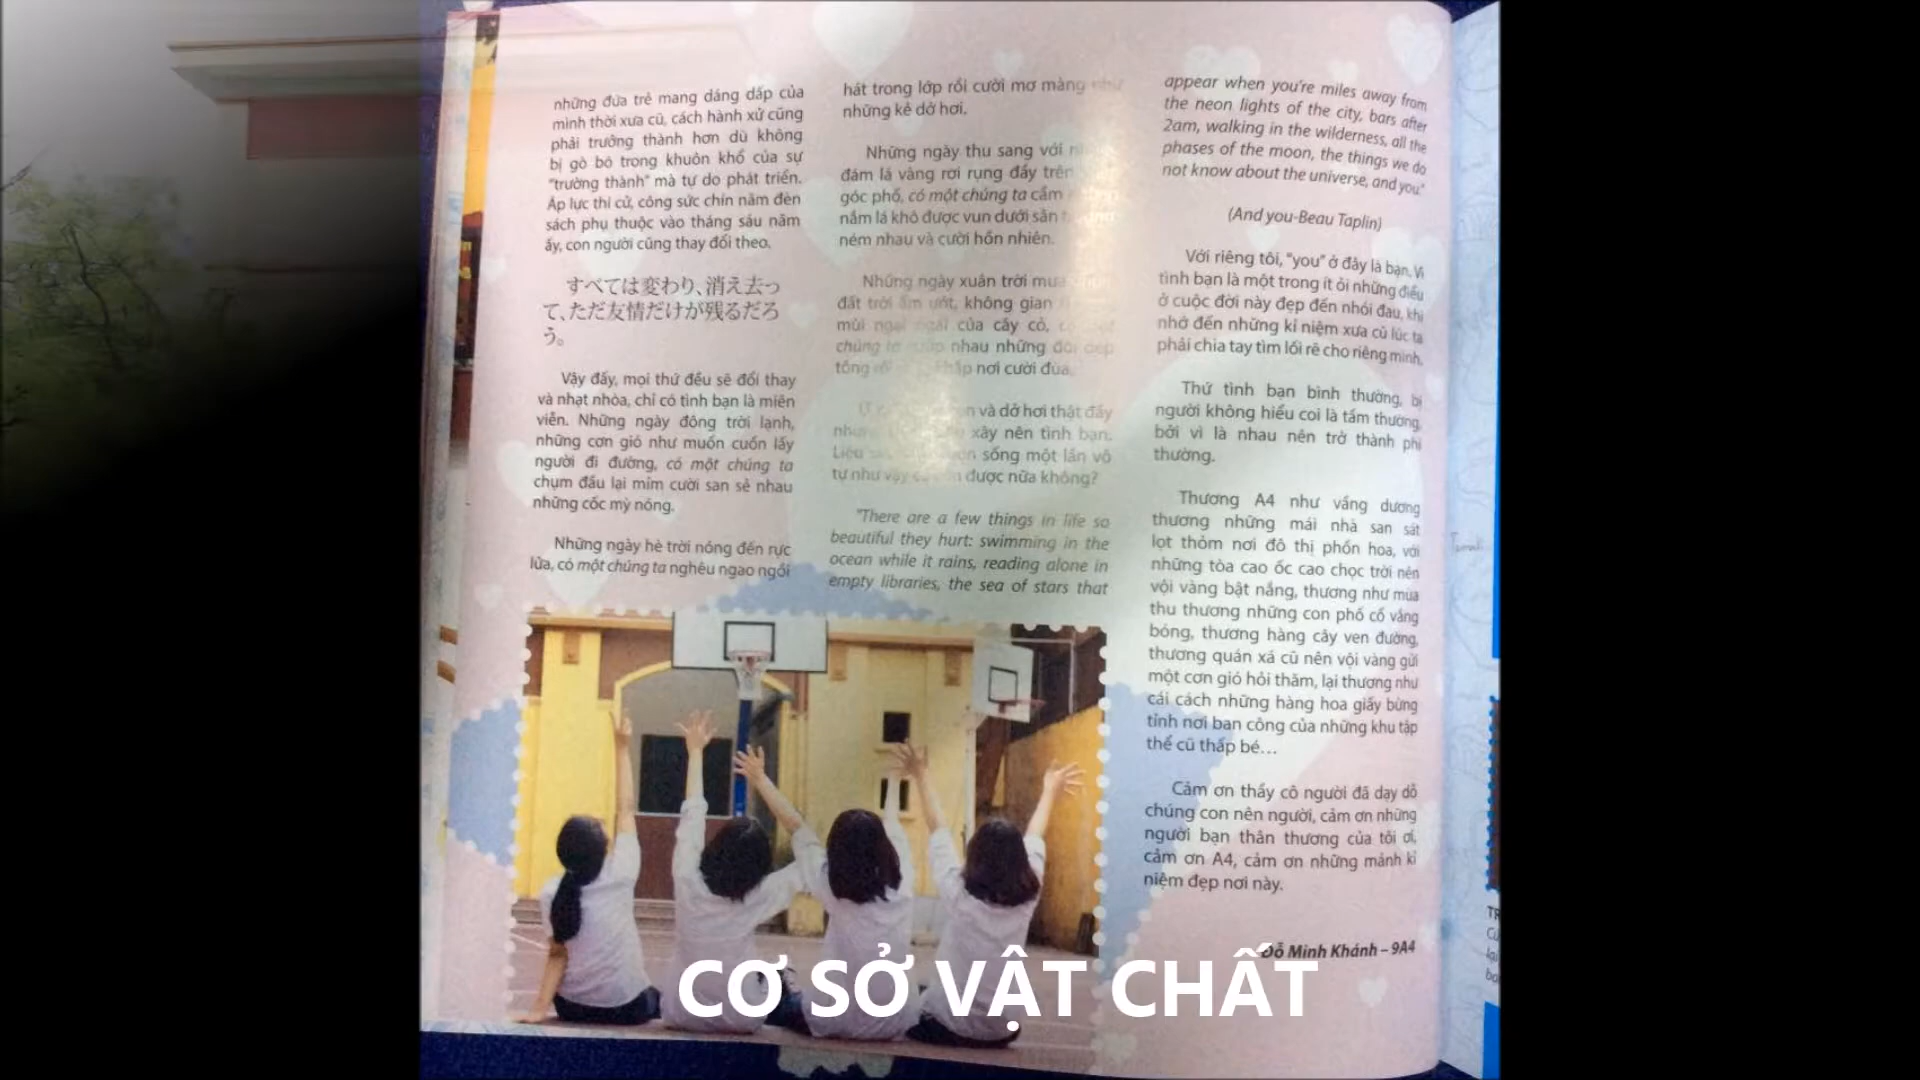 những đứa trẻ mang dáng dấp của
mình thời xưa cũ, cách hành xử cũng
phải trưởng thành hơn dù không
bị gò bó trong khuôn khổ của sự
"trưởng thành" mà tự do phát triển.
Áp lực thi cử, công sức chín năm đèn
sách phụ thuộc vào tháng sáu năm
ấy, con người cũng thay đổi theo.
すべては変わり、消え去っ
て、ただ友情だけが残るだろ
う。
Vậy đấy, mọi thứ đều sẽ đổi thay
và nhạt nhòa, chỉ có tình bạn là miên
viễn. Những ngày đông trời lạnh,
những cơn gió như muốn cuốn lấy
người đi đường, có một chúng ta
chụm đầu lại mỉm cười san sẻ nhau
những cốc mỳ nóng.
Những ngày hè trời nóng đến rực
lửa, có một chúng ta nghêu ngao ngồi
hát trong lớp rồi cười mơ màng như
những kẻ dở hơi.
Những ngày thu sang với
đám lá vàng rơi rụng đầy trên
góc phố, có một chúng ta cầm
nắm lá khô được vun dưới sân
ném nhau và cười hồn nhiên.
Những ngày xuân trời mưa
đất trời ẩm ướt, không gian
mùi ngai ngái của cây cỏ,
chúng ta nhau những đôi dép
tông nơi cười đùa.
và dở hơi thật đấy
xây nên tình bạn.
sống một lần vô
tư như vậy được nữa không?
"There are a few things in life so
beautiful they hurt: swimming in the
ocean while it rains, reading alone in
empty libraries, the sea of stars that
appear when you're miles away from
the neon lights of the city, bars after
2am, walking in the wilderness, all the
phases of the moon, the things we do
not know about the universe, and you."
(And you-Beau Taplin)
Với riêng tôi, "you" ở đây là bạn. Vì
tình bạn là một trong ít ỏi những điều
ở cuộc đời này đẹp đến nhói đau, khi
nhớ đến những kỉ niệm xưa cũ lúc ta
phải chia tay tìm lối rẽ cho riêng mình.
Thứ tình bạn bình thường, bị
người không hiểu coi là tầm thường,
bởi vì là nhau nên trở thành phi
thường.
Thương A4 như vầng dương
thương những mái nhà san sát
lọt thỏm nơi đô thị phồn hoa, với
những tòa cao ốc cao chọc trời nên
vội vàng bật nắng, thương như mùa
thu thương những con phố cổ vắng
bóng, thương hàng cây ven đường,
thương quán xá cũ nên vội vàng gửi
một cơn gió hỏi thăm, lại thương như
cái cách những hàng hoa giấy bừng
tỉnh nơi ban công của những khu tập
thể cũ thấp bé…
Cảm ơn thầy cô người đã dạy dỗ
chúng con nên người, cảm ơn những
người bạn thân thương của tôi ơi,
cảm ơn A4, cảm ơn những mảnh kỉ
niệm đẹp nơi này.
Đỗ Minh Khánh – 9A4
CƠ SỞ VẬT CHẤT